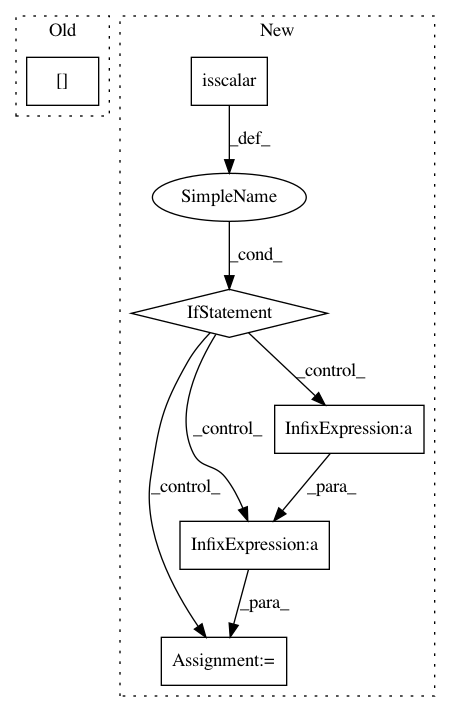 Old
New
[]
isscalar
_def_
SimpleName
_cond_
IfStatement
_control_
_control_
_control_
InfixExpression:a
_para_
InfixExpression:a
_para_
Assignment:=